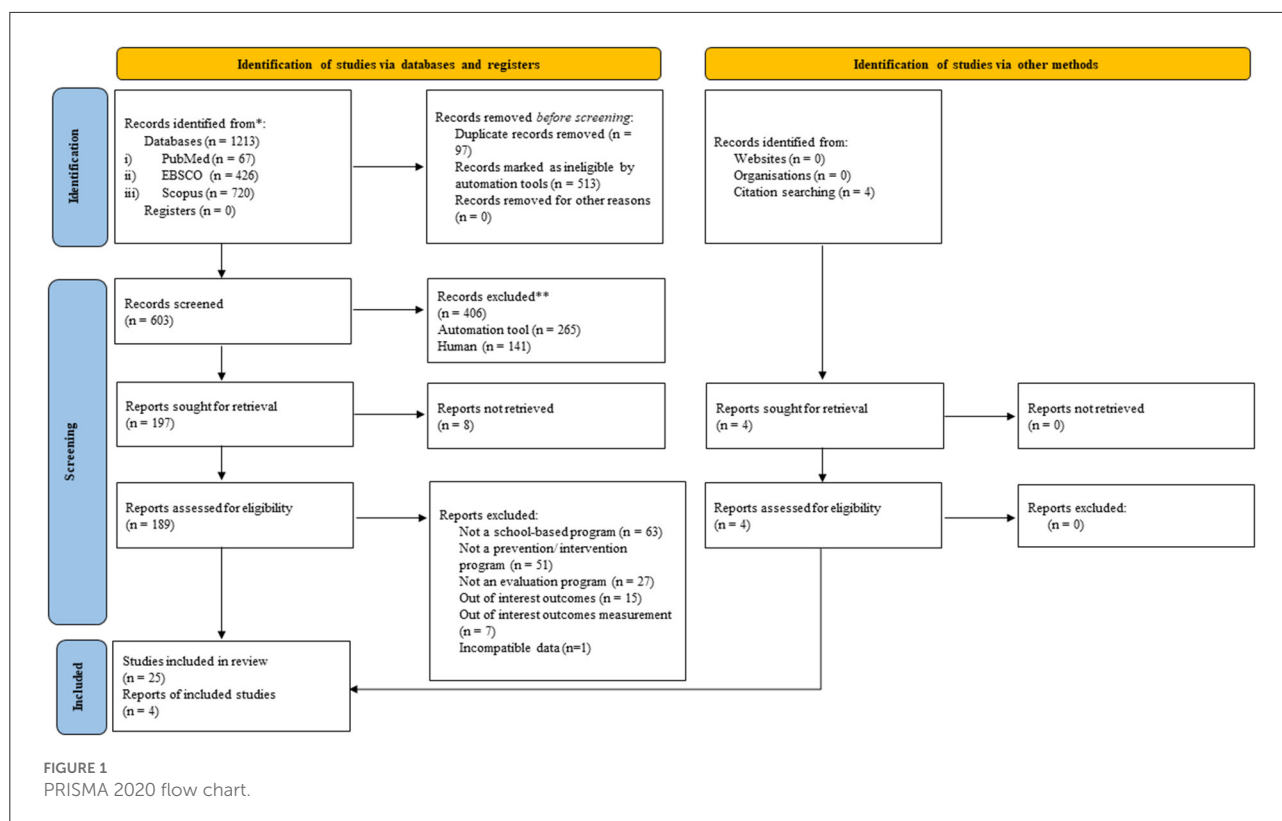 Identification of studies via databases and registers
Identification of studies via other methods
Identification
Records identified from*:
Databases (n = 1213)
i) PubMed (n = 67)
ii) EBSCO (n = 426)
iii) Scopus (n = 720)
Registers (n = 0)
Records removed before screening:
Duplicate records removed (n =
97)
Records marked as ineligible by
automation tools (n = 513)
Records removed for other reasons
(n = 0)
Records identified from:
Websites (n = 0)
Organisations (n = 0)
Citation searching (n = 4)
Screening
Records screened
(n = 603)
Records excluded**
(n = 406)
Automation tool (n = 265)
Human (n = 141)
Reports sought for retrieval
(n = 197)
Reports not retrieved
(n = 8)
Reports sought for retrieval
(n = 4)
Reports not retrieved
(n = 0)
Reports assessed for eligibility
(n = 189)
Reports excluded:
Not a school-based program (n = 63)
Not a prevention/intervention
program (n = 51)
Not an evaluation program (n = 27)
Out of interest outcomes (n = 15)
Out of interest outcomes measurement
(n = 7)
Incompatible data (n=1)
Reports assessed for eligibility
(n = 4)
Reports excluded:
(n = 0)
Included
Studies included in review
(n = 25)
Reports of included studies
(n = 4)
FIGURE 1
PRISMA 2020 flow chart.